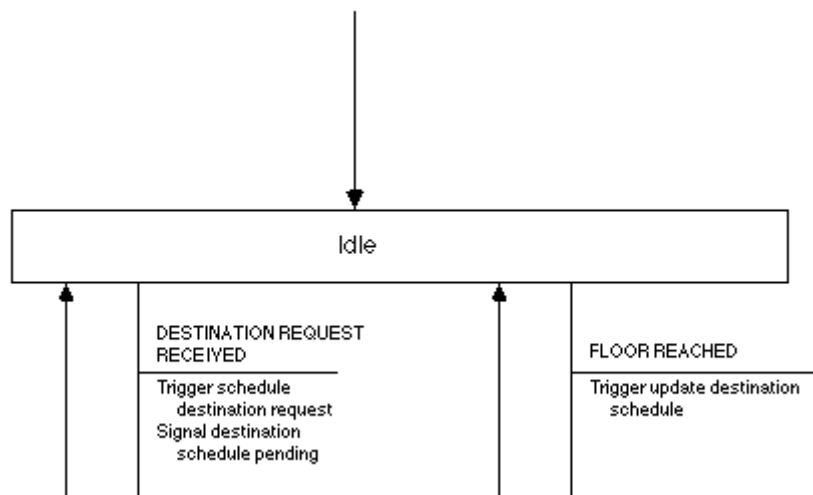 Idle
DESTINATION REQUEST
RECEIVED
Trigger schedule
destination request
Signal destination
schedule pending
FLOOR REACHED
Trigger update destination
schedule